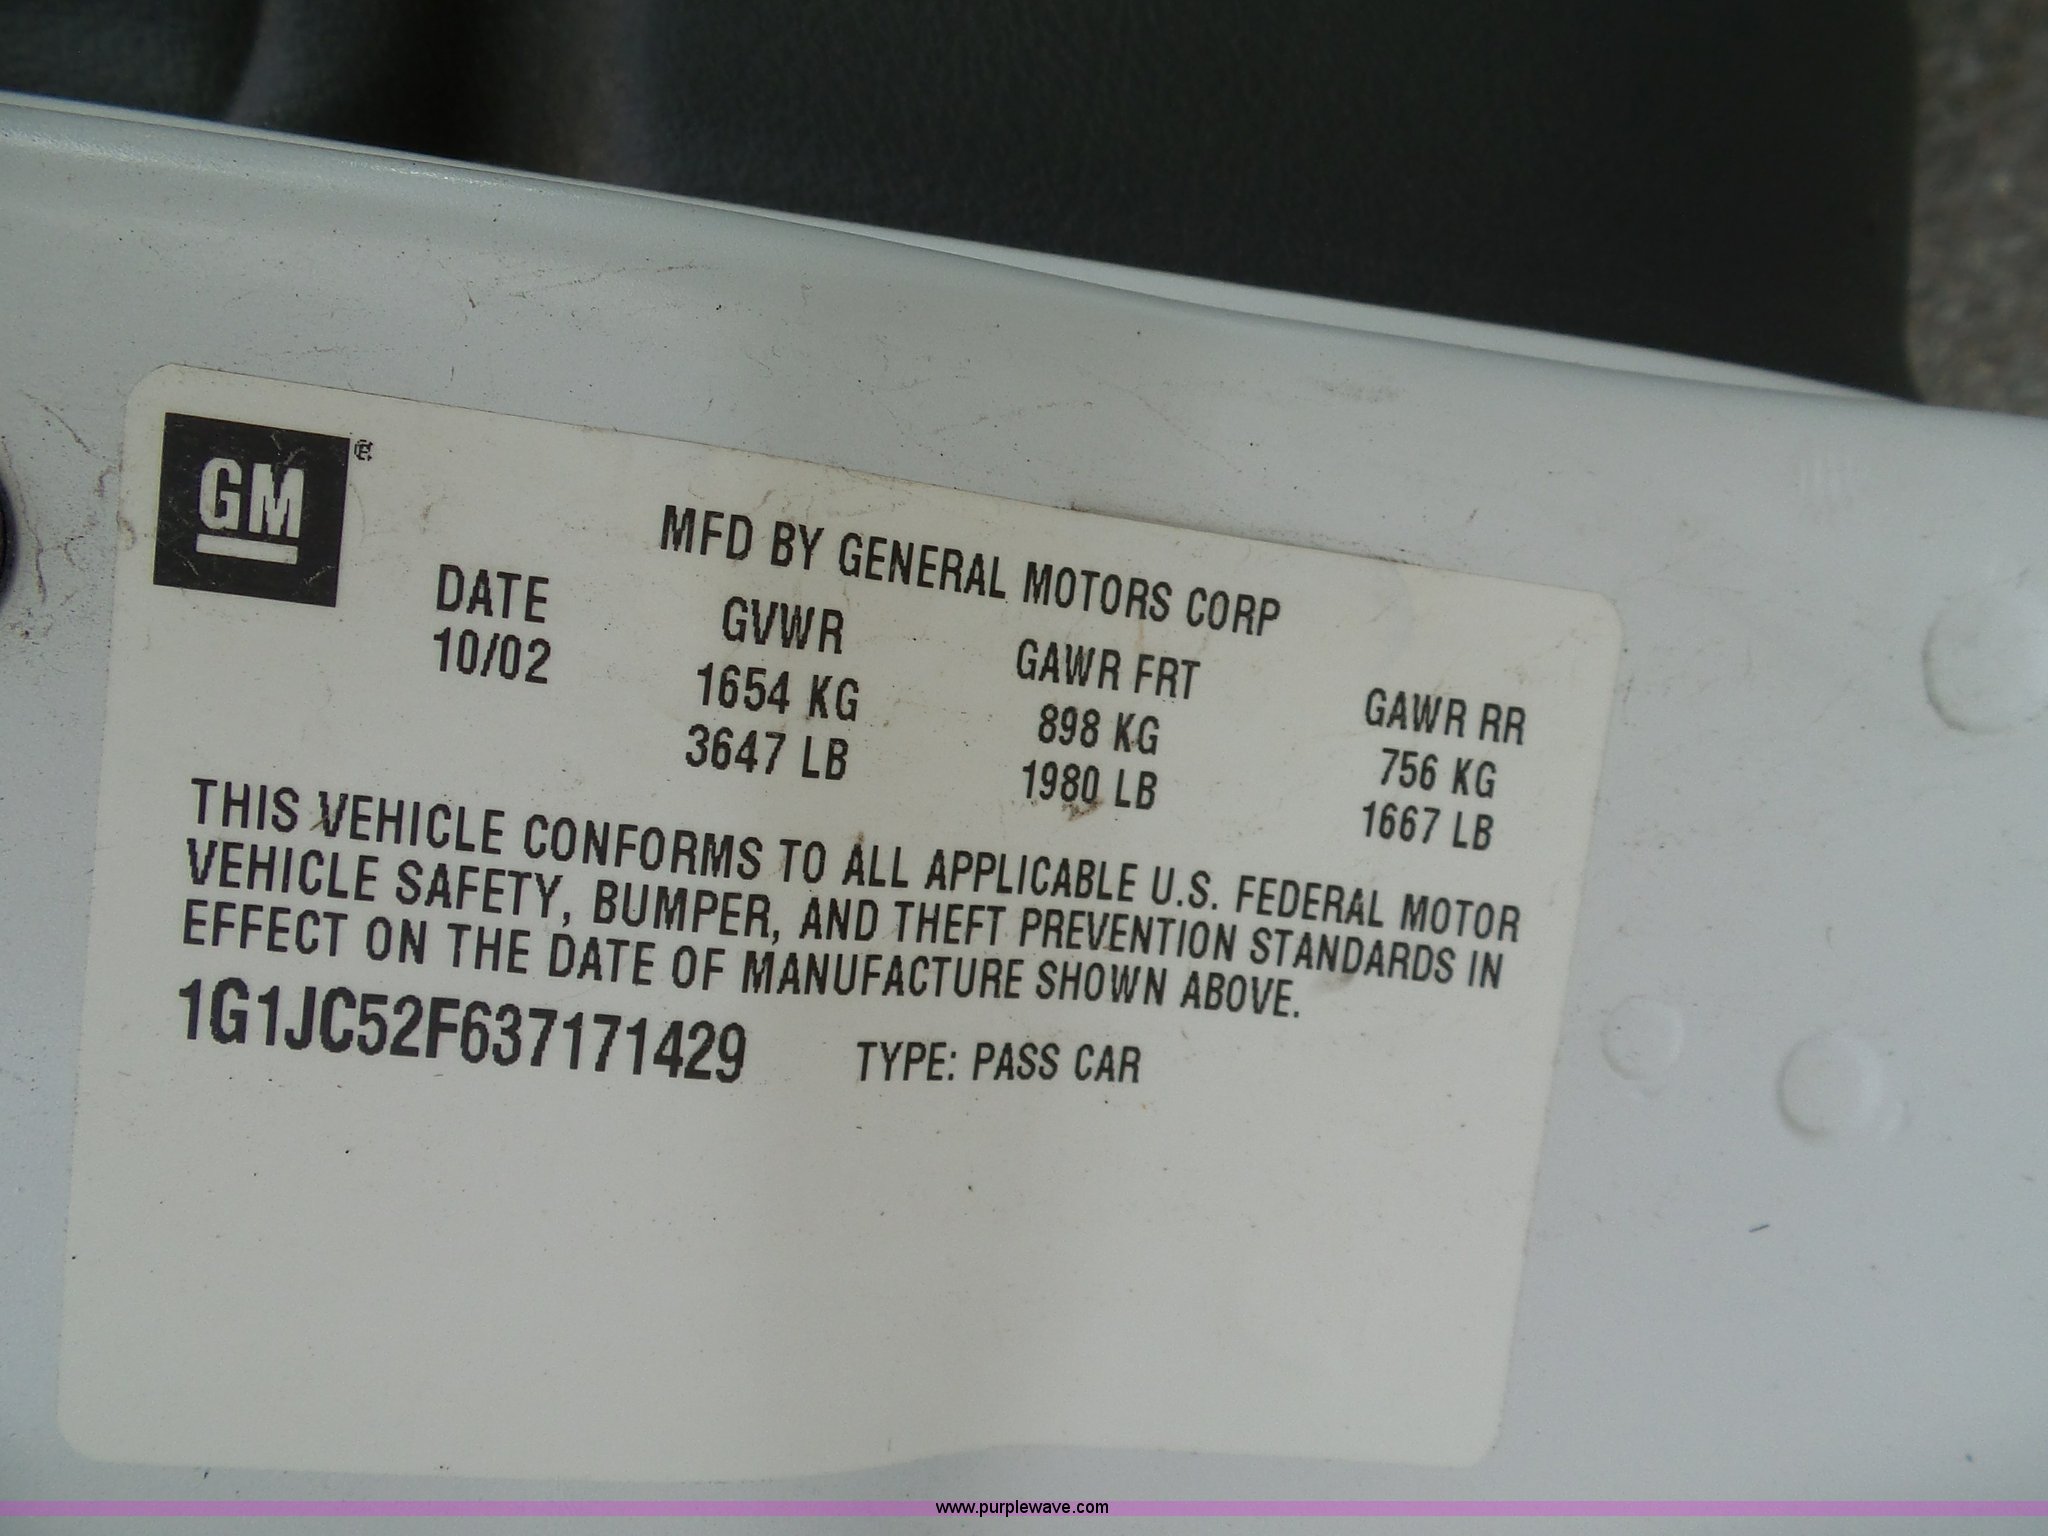 GM®
MFD BY GENERAL MOTORS CORP
DATE GVWR GAWR FRT GAWR RR
10/02 1654 KG 898 KG 756 KG
3647 LB 1980 LB 1667 LB
THIS VEHICLE CONFORMS TO ALL APPLICABLE U.S. FEDERAL MOTOR
VEHICLE SAFETY, BUMPER, AND THEFT PREVENTION STANDARDS IN
EFFECT ON THE DATE OF MANUFACTURE SHOWN ABOVE.
1G1JC52F637171429 TYPE: PASS CAR
www.purplewave.com